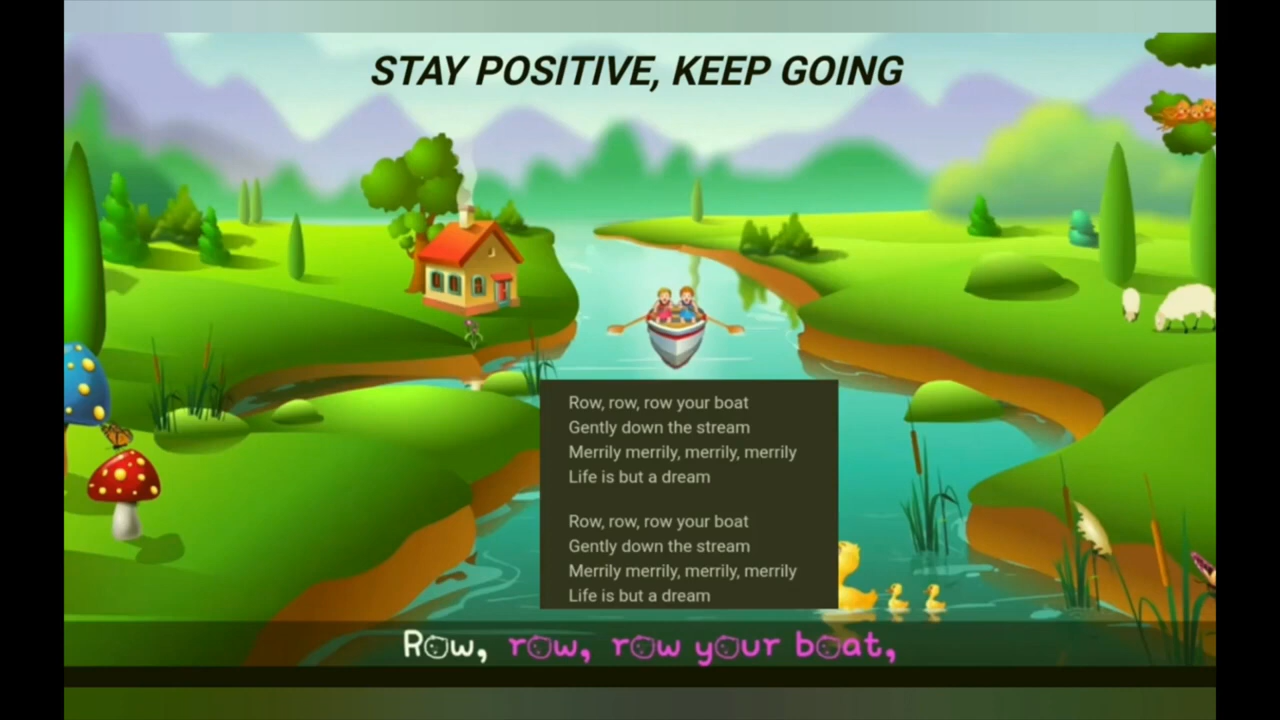 STAY POSITIVE, KEEP GOING
Row, row, row your boat
Gently down the stream
Merrily merrily, merrily, merrily
Life is but a dream
Row, row, row your boat
Gently down the stream
Merrily merrily, merrily, merrily
Life is but a dream
Row, row, row your boat,